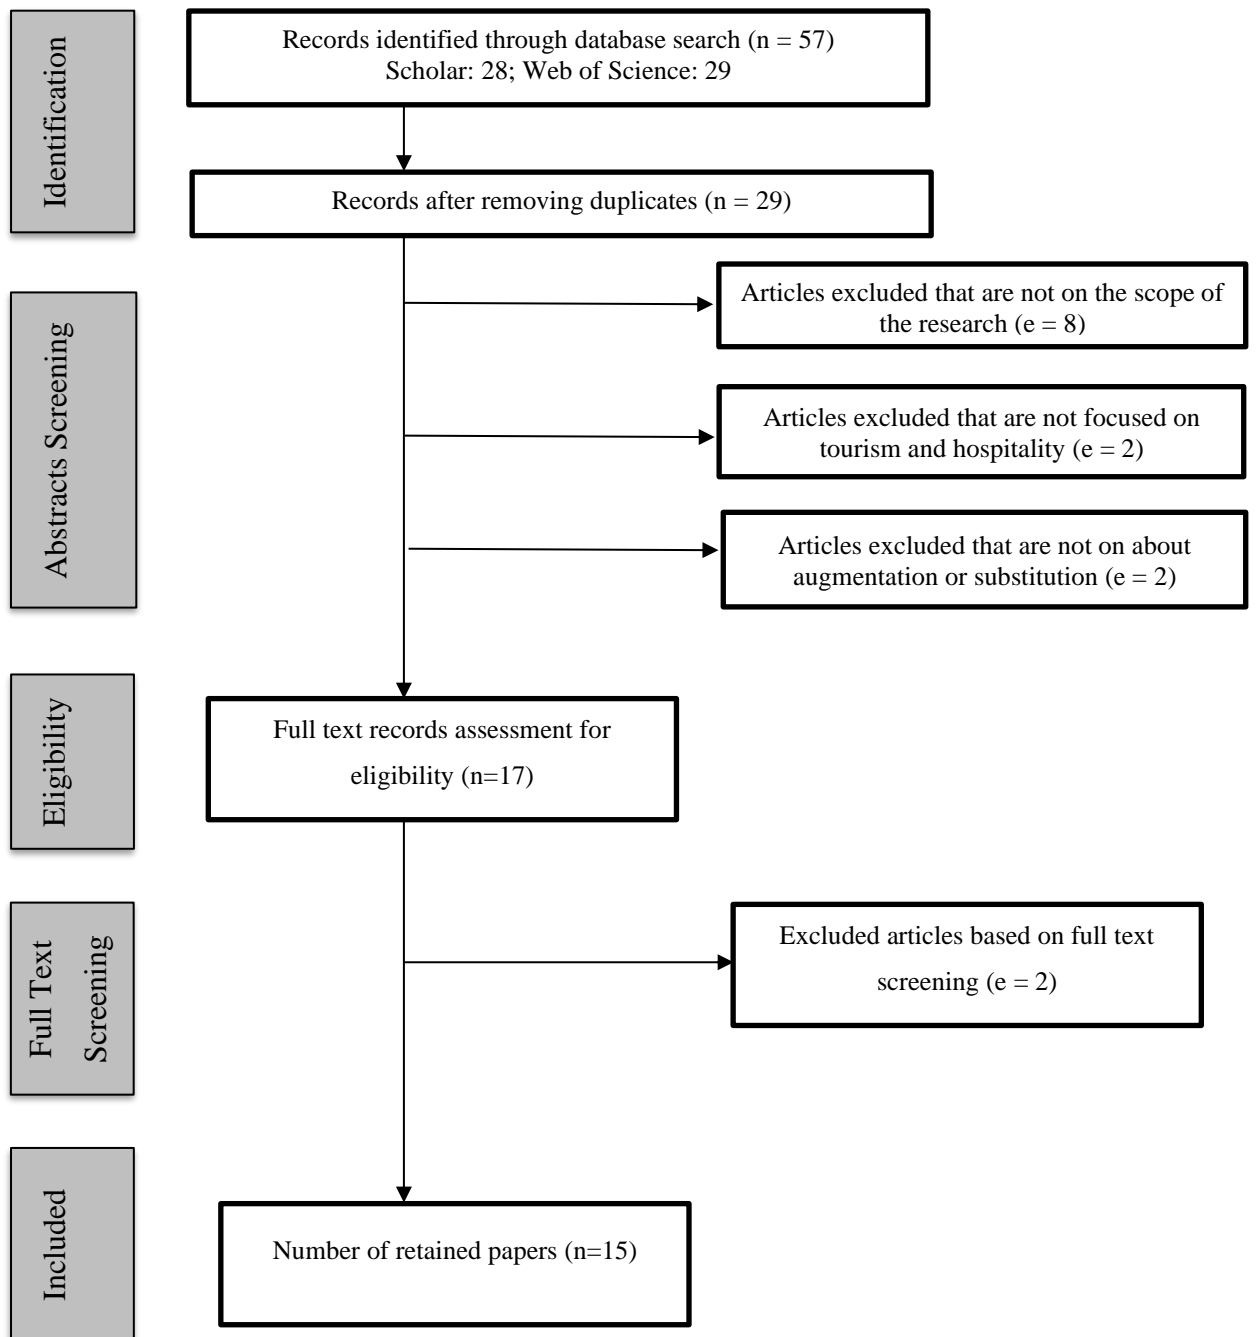 Identification
Records identified through database search (n = 57)
Scholar: 28; Web of Science: 29
Records after removing duplicates (n = 29)
Abstracts Screening
Articles excluded that are not on the scope of
the research (e = 8)
Articles excluded that are not focused on
tourism and hospitality (e = 2)
Articles excluded that are not on about
augmentation or substitution (e = 2)
Eligibility
Full text records assessment for
eligibility (n=17)
Full Text
Screening
Excluded articles based on full text
screening (e = 2)
Included
Number of retained papers (n=15)